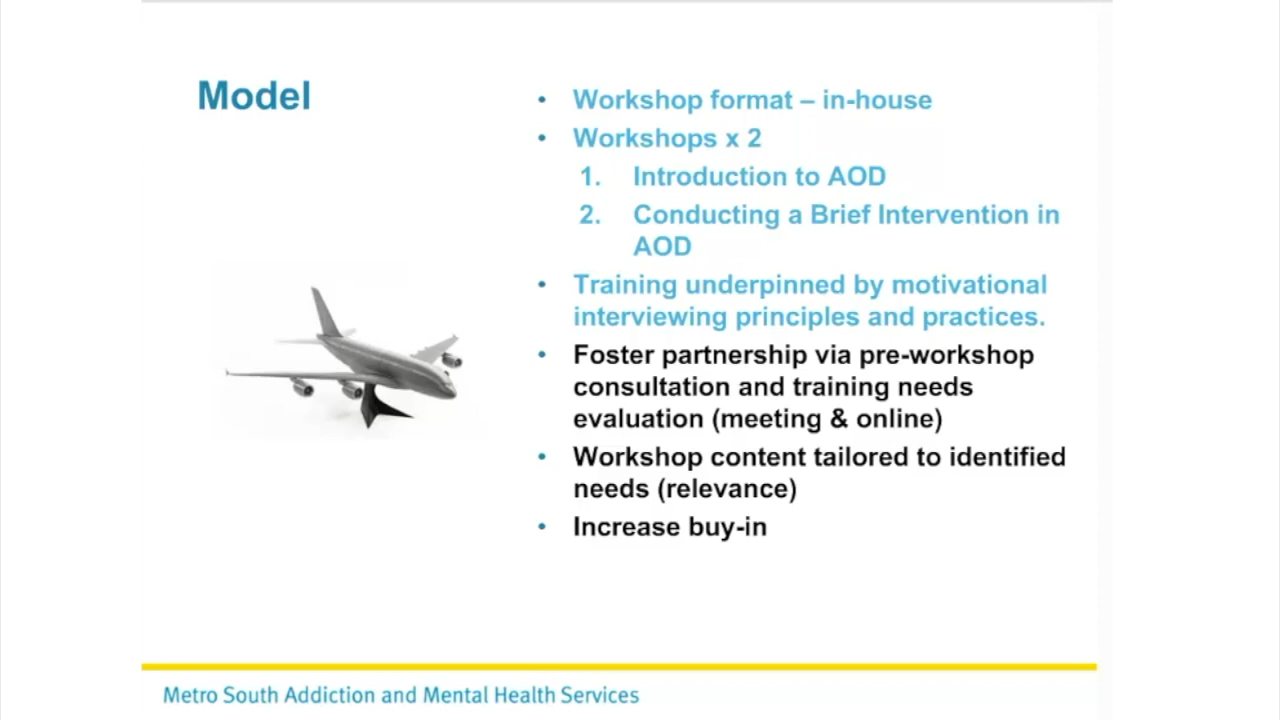 Model
• Workshop format – in-house
• Workshops x 2
1. Introduction to AOD
2. Conducting a Brief Intervention in
AOD
• Training underpinned by motivational
interviewing principles and practices.
• Foster partnership via pre-workshop
consultation and training needs
evaluation (meeting & online)
• Workshop content tailored to identified
needs (relevance)
• Increase buy-in
Metro South Addiction and Mental Health Services